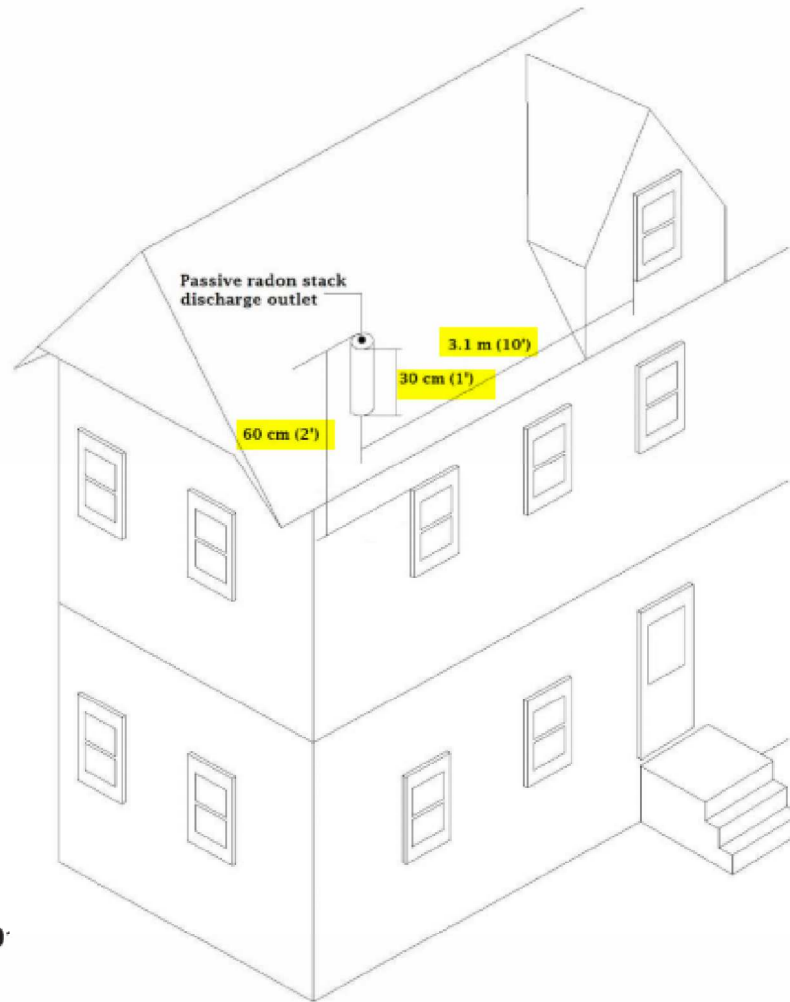 Passive radon stack
discharge outlet
3.1 m (10')
30 cm (1')
60 cm (2')